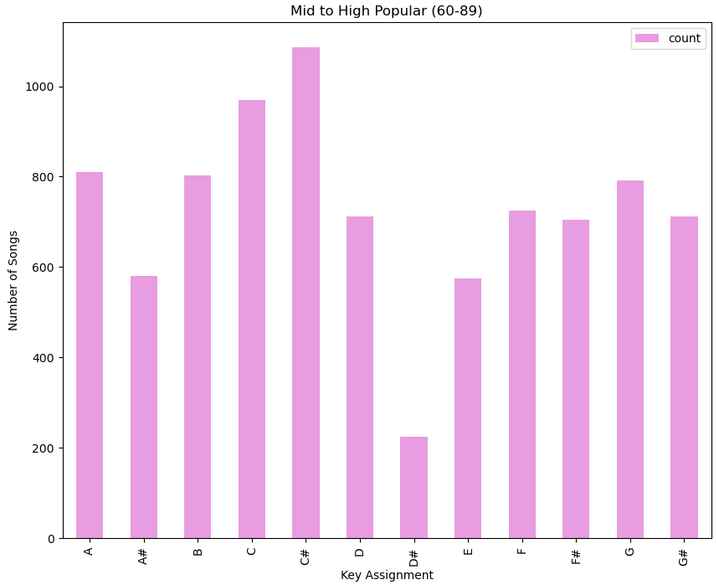 Mid to High Popular (60-89)
count
1000
800
600
400
200
0
Number of Songs
A
A#
B
C
C#
D
D#
E
F
F#
G
G#
Key Assignment